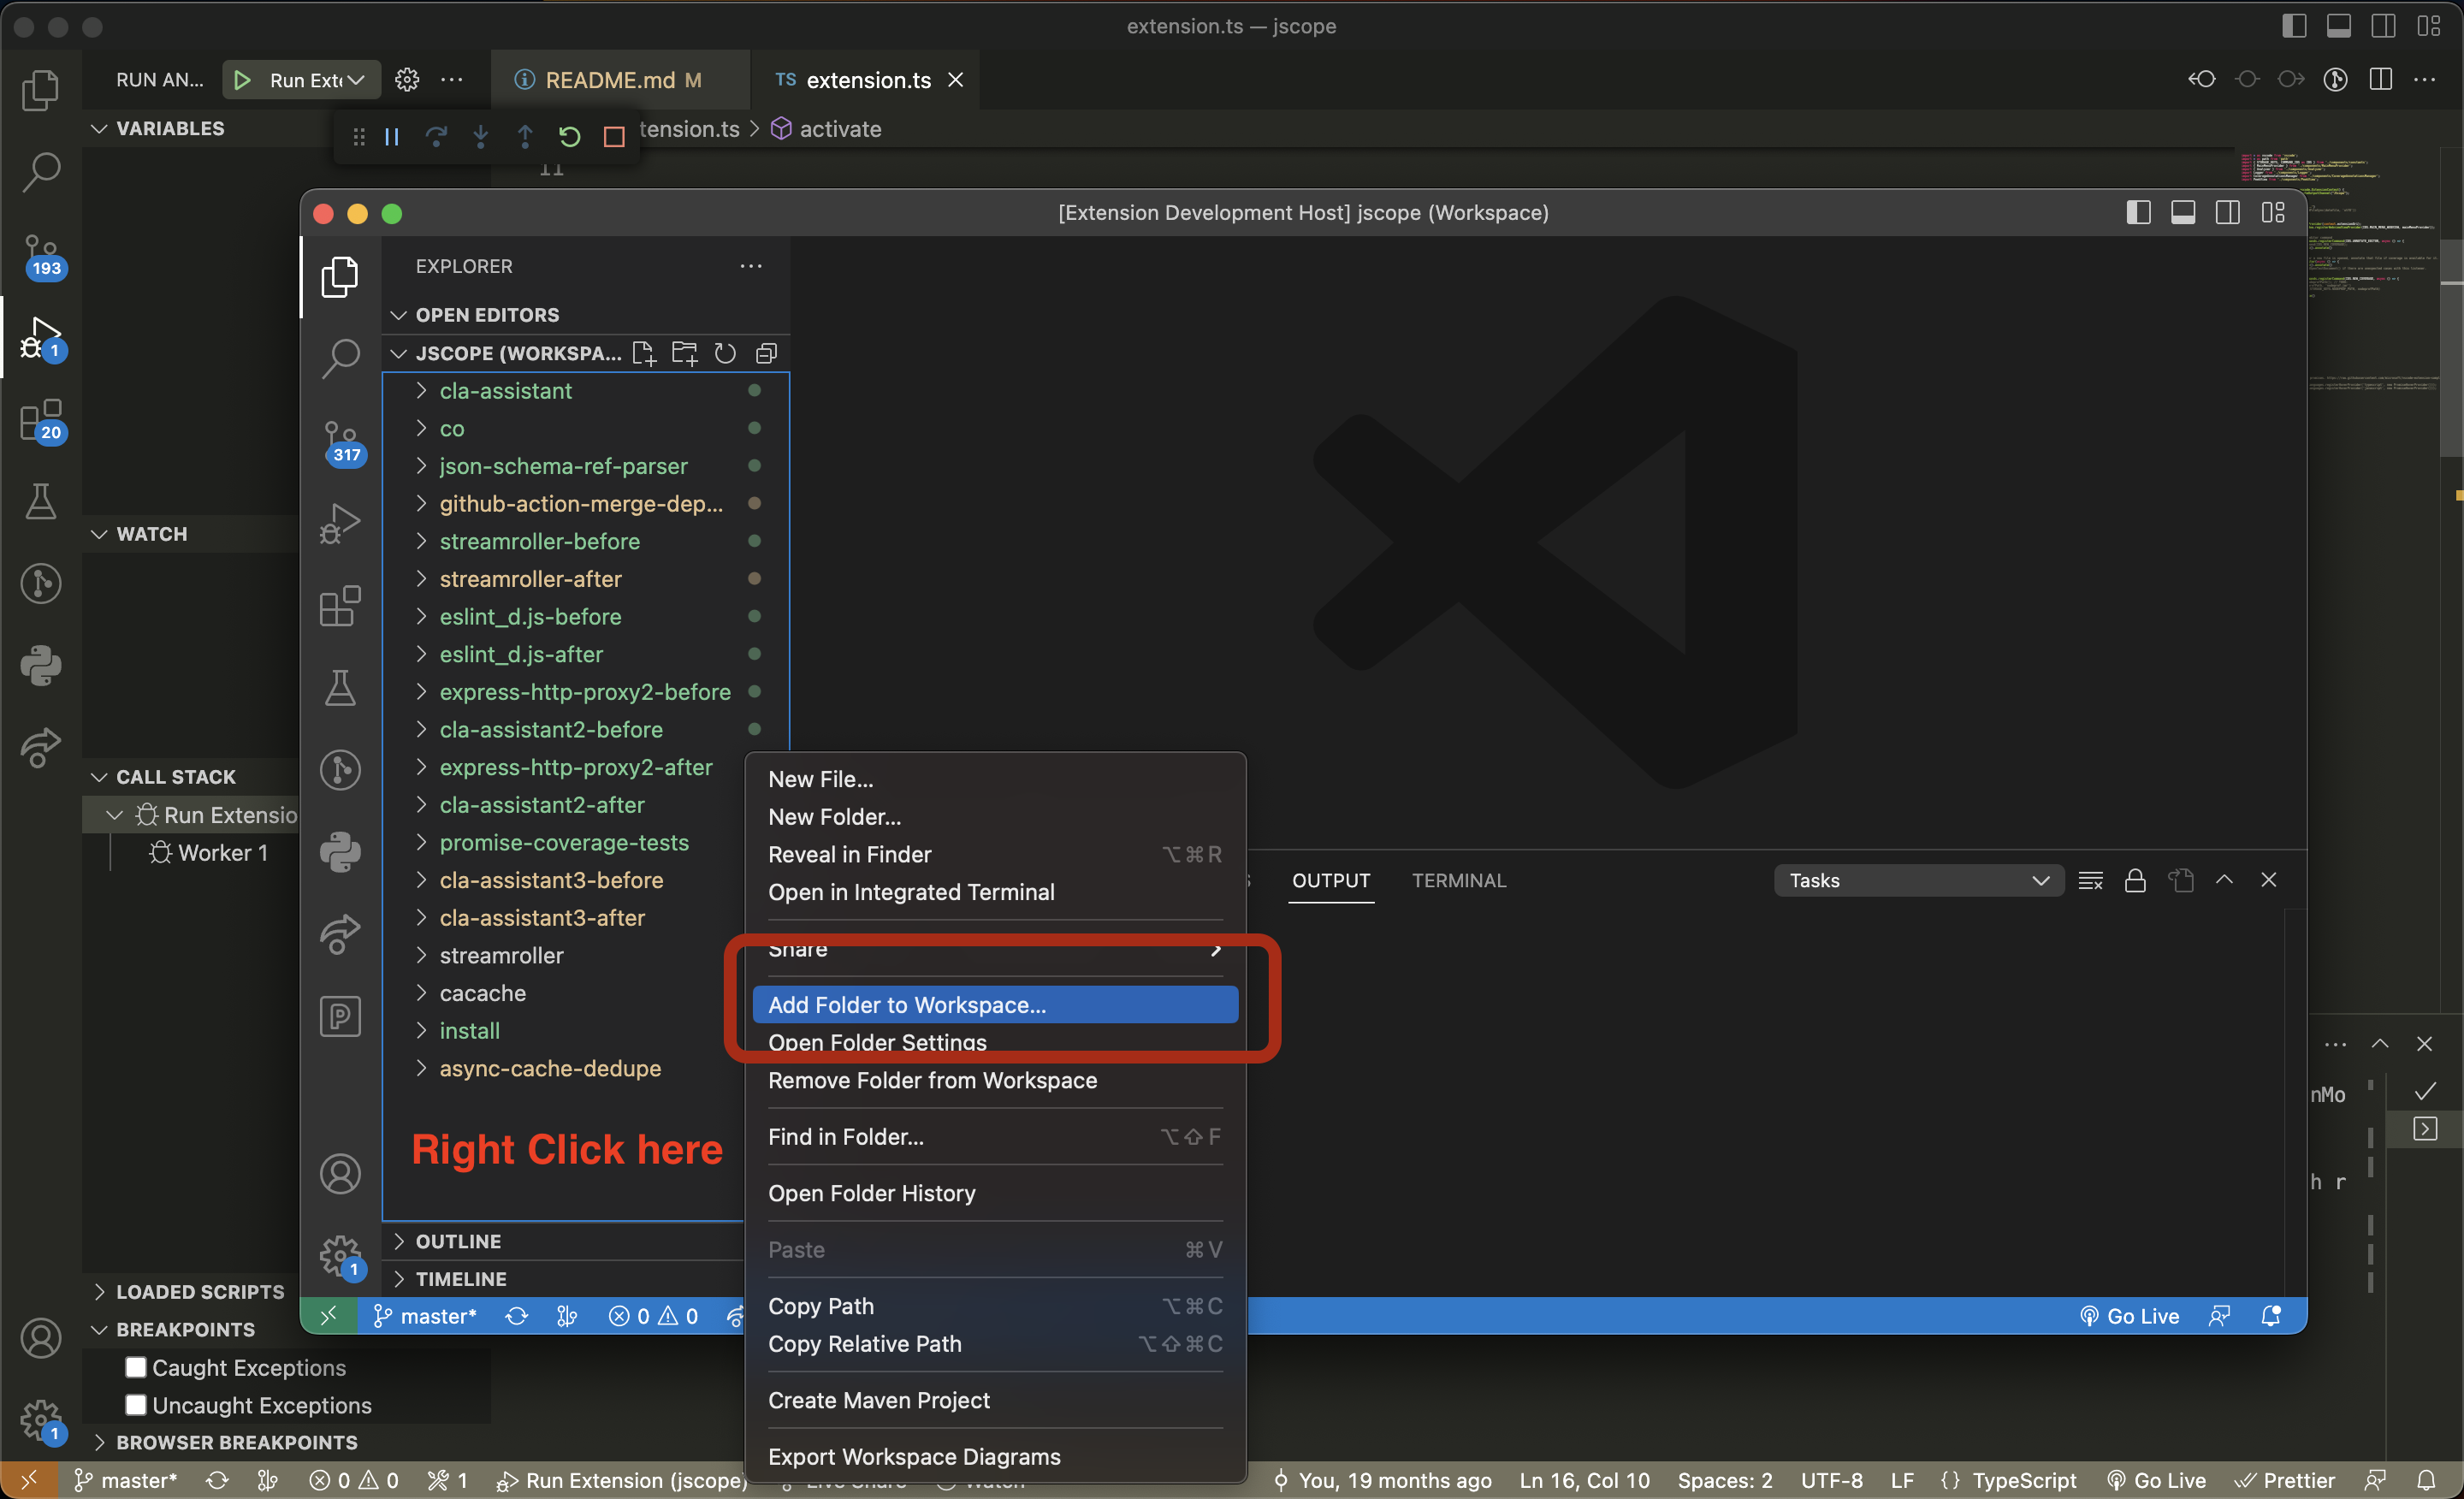 extension.ts — jscope
RUN AN...
Run Exte
README.md M
TS extension.ts
tension.ts > activate
VARIABLES
11
[Extension Development Host] jscope (Workspace)
193
1
20
WATCH
CALL STACK
Run Extensio
Worker 1
LOADED SCRIPTS
BREAKPOINTS
Caught Exceptions
Uncaught Exceptions
BROWSER BREAKPOINTS
1
EXPLORER
OPEN EDITORS
JSCOPE (WORKSPA...
317
cla-assistant
co
json-schema-ref-parser
github-action-merge-dep...
streamroller-before
streamroller-after
eslint_d.js-before
eslint_d.js-after
express-http-proxy2-before
cla-assistant2-before
express-http-proxy2-after
cla-assistant2-after
promise-coverage-tests
cla-assistant3-before
cla-assistant3-after
streamroller
cacache
install
async-cache-dedupe
Right Click here
OUTLINE
TIMELINE
1
New File...
New Folder...
Reveal in Finder ⌥⌘R
Open in Integrated Terminal
Share
Add Folder to Workspace...
Open Folder Settings
Remove Folder from Workspace
Find in Folder... ⌥⇧F
Open Folder History
Paste ⌘V
Copy Path ⌥⌘C
Copy Relative Path ⌥⇧⌘C
Create Maven Project
Export Workspace Diagrams
OUTPUT
TERMINAL
Tasks
nMo
h r
master* 0 0
Go Live
master* 0 0 1 Run Extension (jscope) Live Share Watch
You, 19 months ago Ln 16, Col 10 Spaces: 2 UTF-8 LF {} TypeScript Go Live Prettier